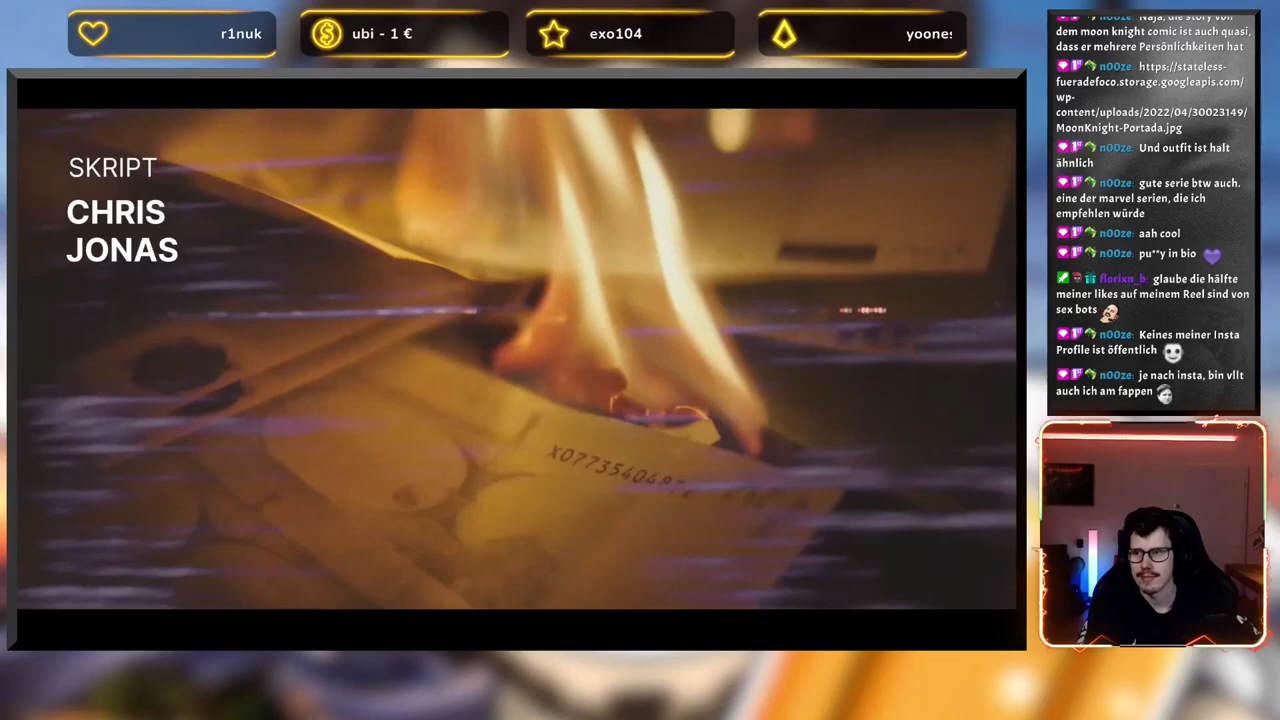 r1nuk
ubi - 1 €
exo104
yoones
SKRIPT
CHRIS
JONAS
n00ze: Naja, die story von
dem moon knight comic ist auch quasi,
dass er mehrere Persönlichkeiten hat
n00ze: https://stateless-
fueradefoco.storage.googleapis.com/
wp-
content/uploads/2022/04/30023149/
MoonKnight-Portada.jpg
n00ze: Und outfit ist halt
ähnlich
n00ze: gute serie btw auch.
eine der marvel serien, die ich
empfehlen würde
n00ze: aah cool
n00ze: pu**y in bio
florixn_b: glaube die hälfte
meiner likes auf meinem Reel sind von
sex bots
n00ze: Keines meiner Insta
Profile ist öffentlich
n00ze: je nach insta, bin vllt
auch ich am fappen